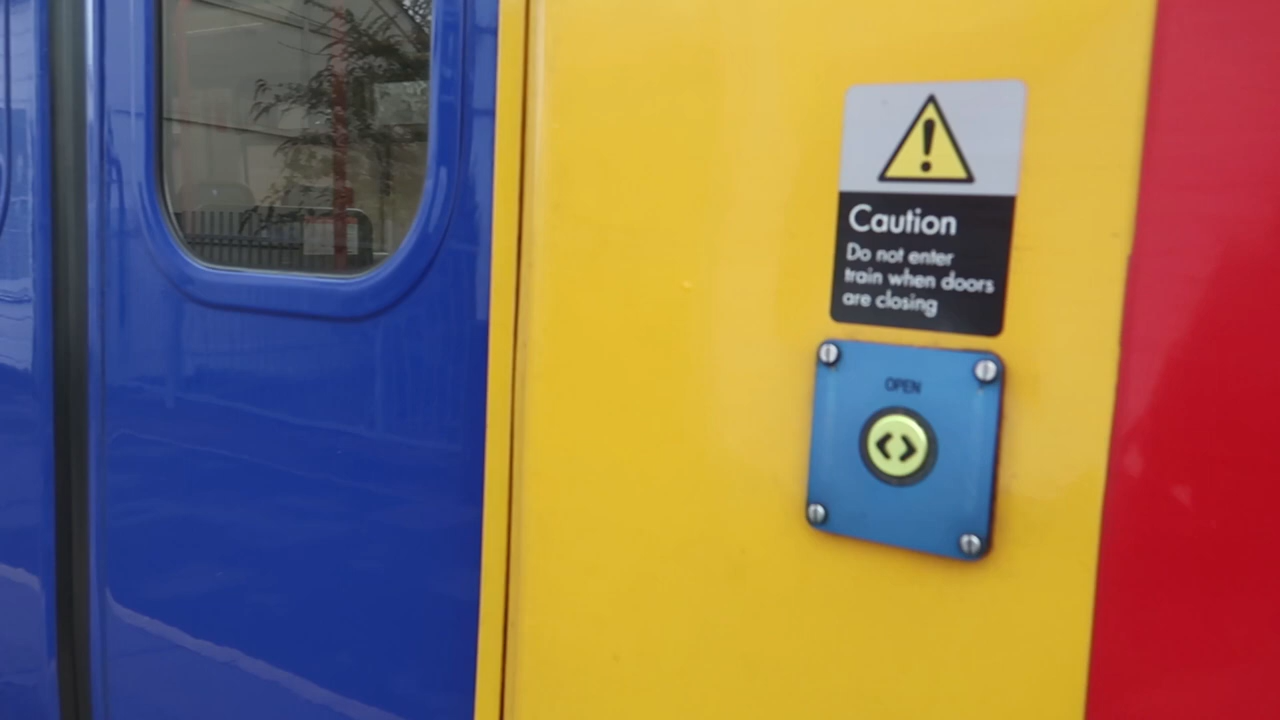 Caution
Do not enter
train when doors
are closing
OPEN